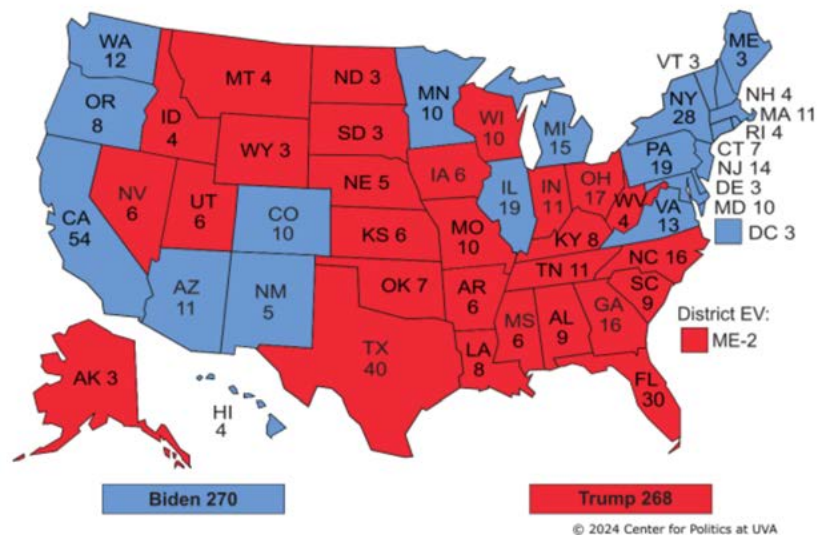 WA
12
OR
8
CA
54
ID
4
NV
6
MT 4
WY 3
UT
6
AZ
11
CO
10
NM
5
ND 3
SD 3
NE 5
KS 6
OK 7
TX
40
MN
10
IA 6
MO
10
AR
6
LA
8
WI
10
IL
19
MI
15
IN
11
OH
17
KY 8
TN 11
MS
6
AL
9
GA
16
FL
30
SC
9
NC 16
WV
4
VA
13
PA
19
NY
28
VT 3
ME
3
NH 4
MA 11
RI 4
CT 7
NJ 14
DE 3
MD 10
DC 3
District EV:
ME-2
AK 3
HI
4
Biden 270
Trump 268
© 2024 Center for Politics at UVA